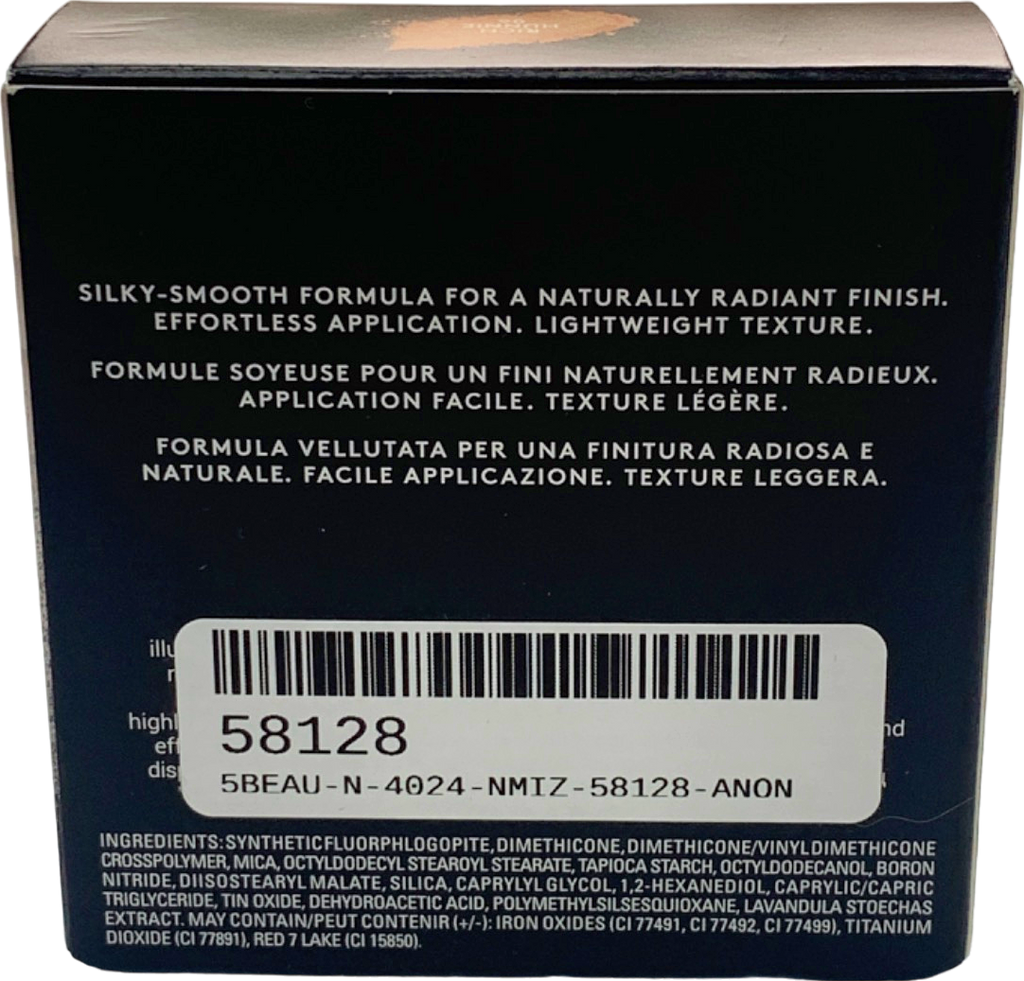 RICH
HUNNIE
SILKY-SMOOTH FORMULA FOR A NATURALLY RADIANT FINISH.
EFFORTLESS APPLICATION. LIGHTWEIGHT TEXTURE.
FORMULE SOYEUSE POUR UN FINI NATURELLEMENT RADIEUX.
APPLICATION FACILE. TEXTURE LÉGÈRE.
FORMULA VELLUTATA PER UNA FINITURA RADIOSA E
NATURALE. FACILE APPLICAZIONE. TEXTURE LEGGERA.
58128
5BEAU-N-4024-NMIZ-58128-ANON
INGREDIENTS: SYNTHETIC FLUORPHLOGOPITE, DIMETHICONE, DIMETHICONE/VINYL DIMETHICONE
CROSSPOLYMER, MICA, OCTYLDODECYL STEAROYL STEARATE, TAPIOCA STARCH, OCTYLDODECANOL, BORON
NITRIDE, DIISOSTEARYL MALATE, SILICA, CAPRYLYL GLYCOL, 1,2-HEXANEDIOL, CAPRYLIC/CAPRIC
TRIGLYCERIDE, TIN OXIDE, DEHYDROACETIC ACID, POLYMETHYLSILSESQUIOXANE, LAVANDULA STOECHAS
EXTRACT. MAY CONTAIN/PEUT CONTENIR (+/-): IRON OXIDES (CI 77491, CI 77492, CI 77499), TITANIUM
DIOXIDE (CI 77891), RED 7 LAKE (CI 15850).